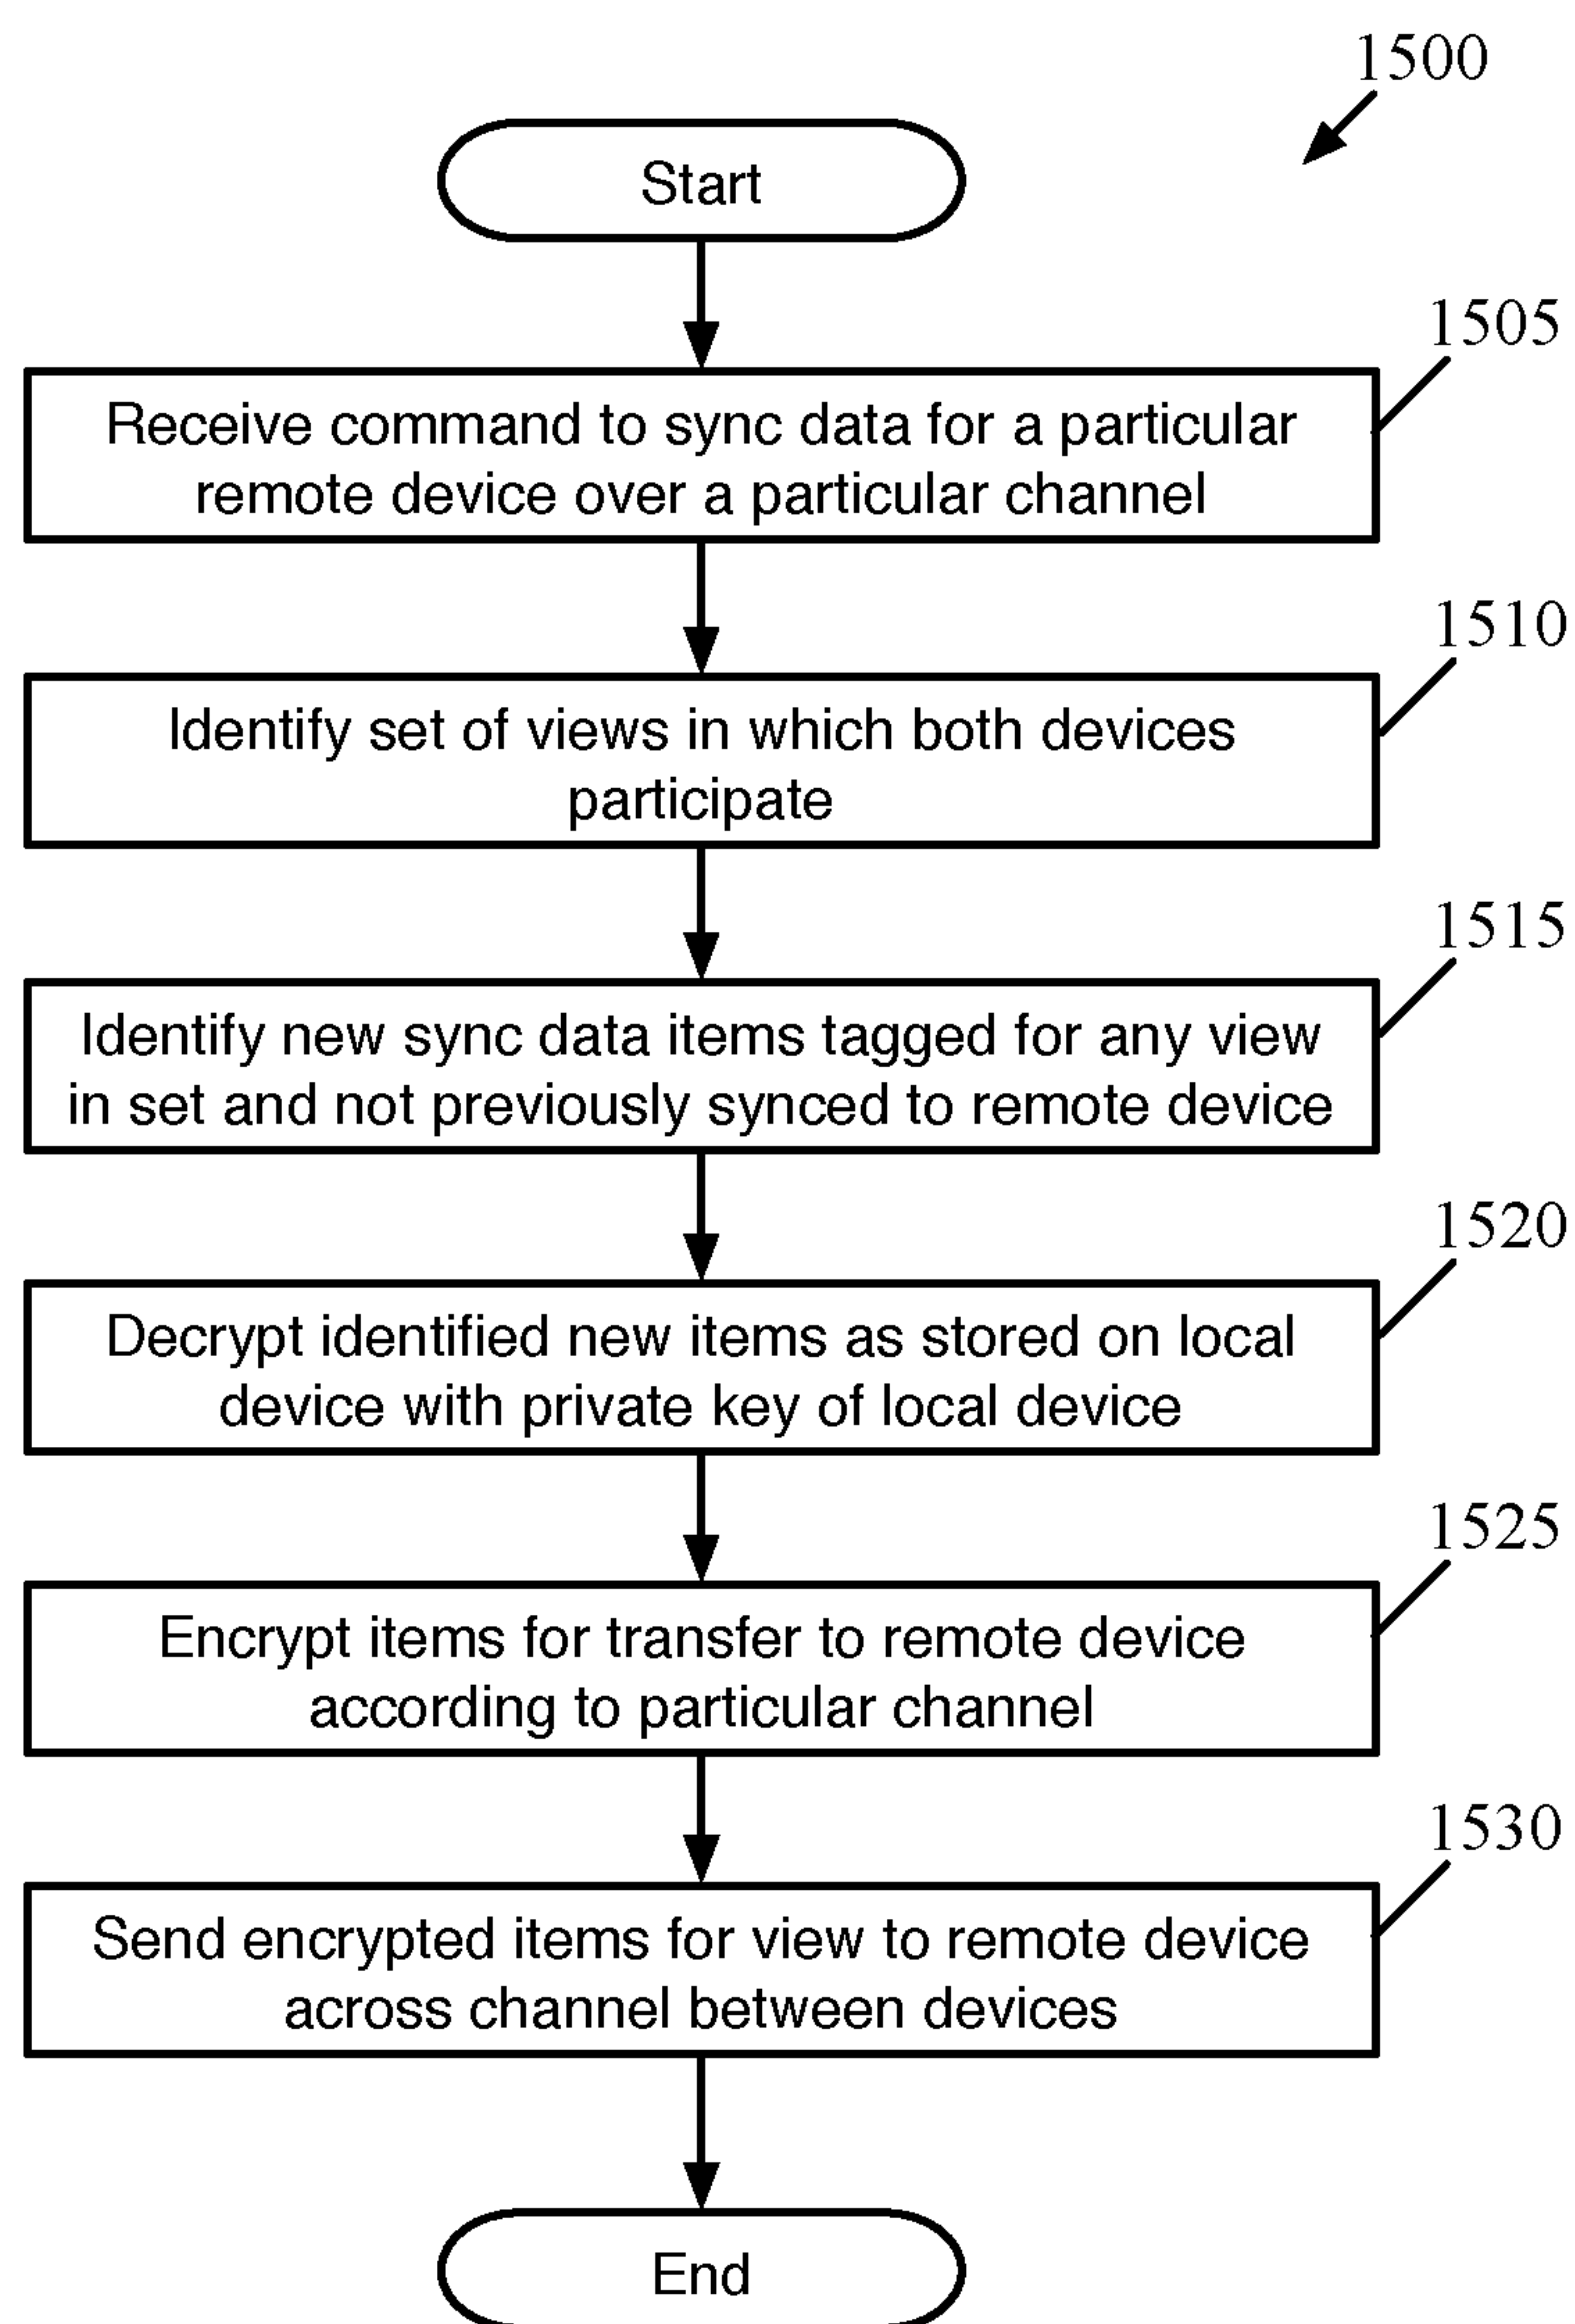 1500
Start
1505
Receive command to sync data for a particular
remote device over a particular channel
1510
Identify set of views in which both devices
participate
1515
Identify new sync data items tagged for any view
in set and not previously synced to remote device
1520
Decrypt identified new items as stored on local
device with private key of local device
1525
Encrypt items for transfer to remote device
according to particular channel
1530
Send encrypted items for view to remote device
across channel between devices
End